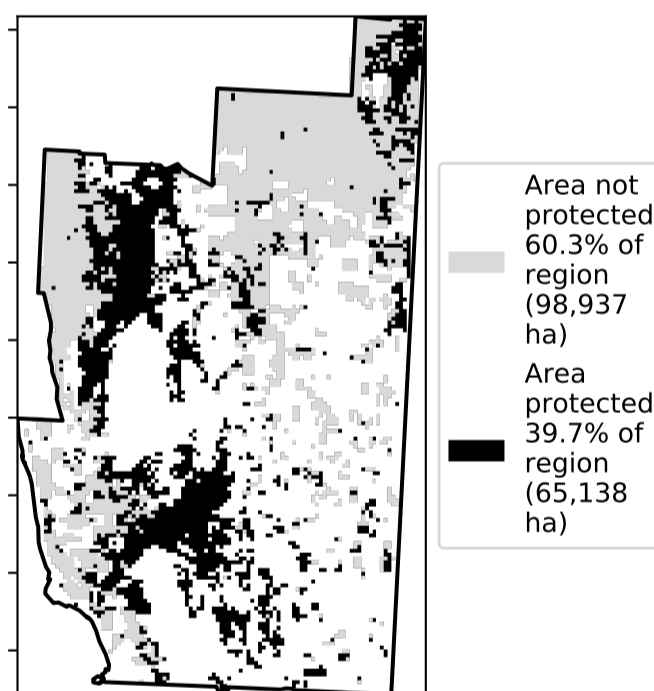 Area not
protected
60.3% of
region
(98,937
ha)
Area
protected
39.7% of
region
(65,138
ha)